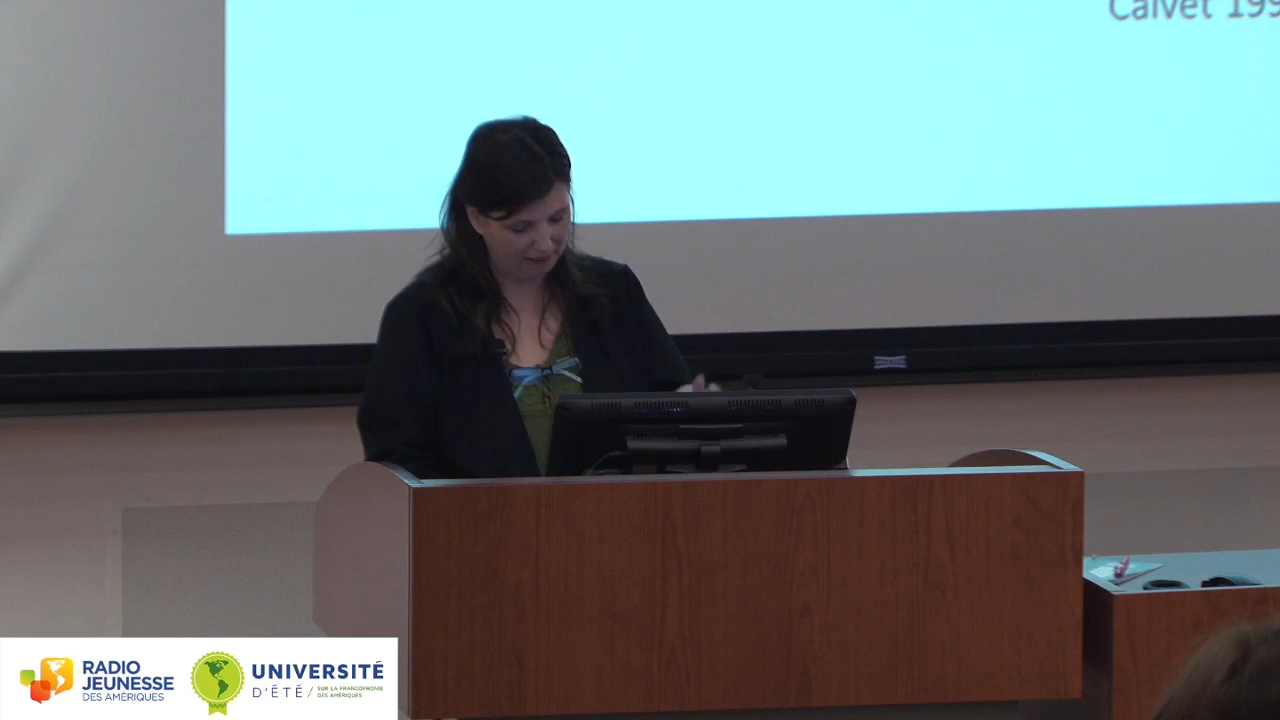 Calvet 199
RADIO
JEUNESSE
DES AMÉRIQUES
UNIVERSITÉ
D'ÉTÉ / SUR LA FRANCOPHONIE
DES AMÉRIQUES